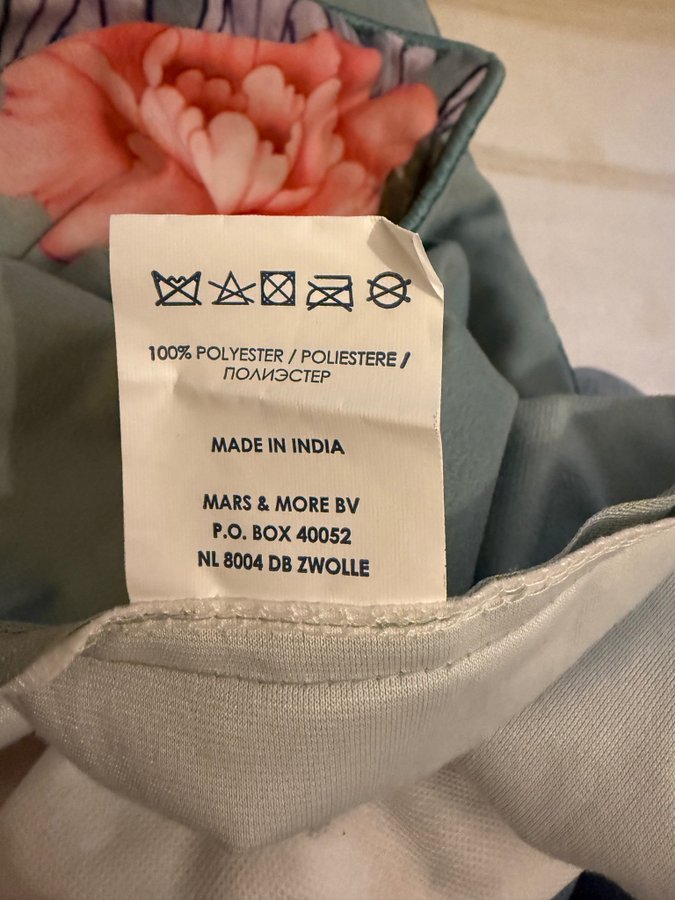 100% POLYESTER / POLIESTERE /
ПОЛИЭСТЕР
MADE IN INDIA
MARS & MORE BV
P.O. BOX 40052
NL 8004 DB ZWOLLE